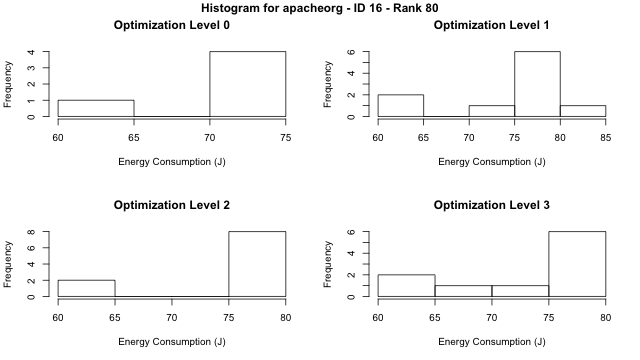 Histogram for apacheorg - ID 16 - Rank 80
Optimization Level 0
Frequency
0 1 2 3 4
60 65 70 75
Energy Consumption (J)
Optimization Level 1
Frequency
0 2 4 6
60 65 70 75 80 85
Energy Consumption (J)
Optimization Level 2
Frequency
0 2 4 6 8
60 65 70 75 80
Energy Consumption (J)
Optimization Level 3
Frequency
0 2 4 6
60 65 70 75 80
Energy Consumption (J)